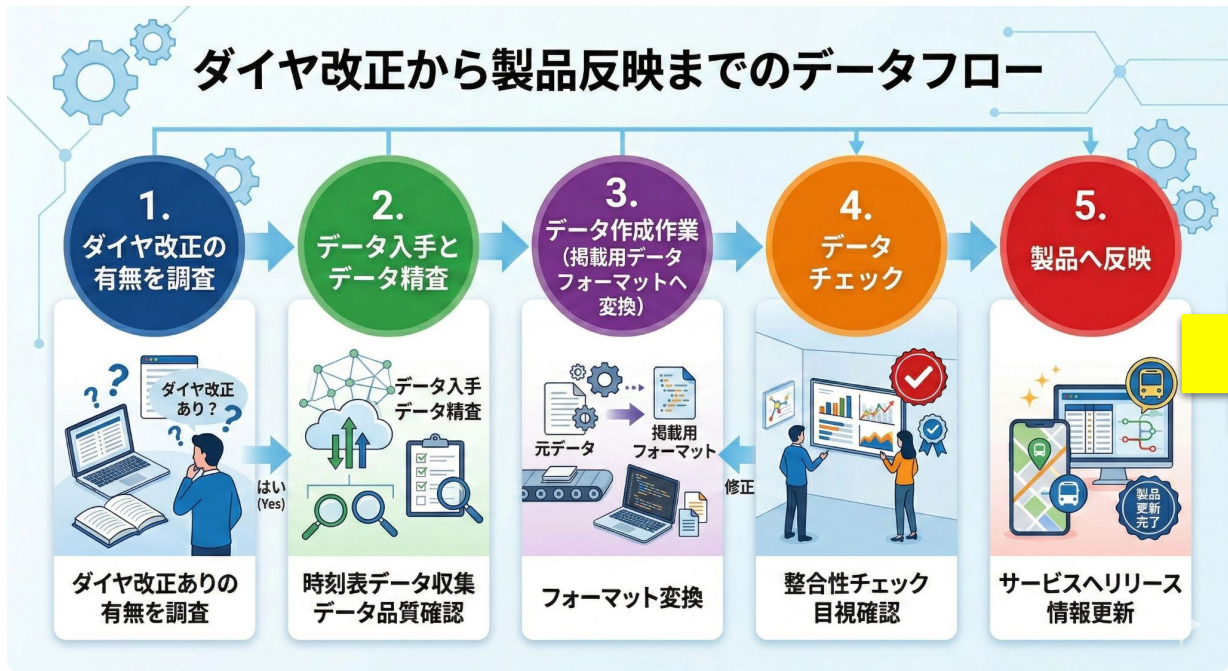 ダイヤ改正から製品反映までのデータフロー
1.
ダイヤ改正の
有無を調査
2.
データ入手と
データ精査
3.
データ作成作業
(掲載用データ
フォーマットへ
変換)
4.
データ
チェック
5.
製品へ反映
ダイヤ改正
あり?
?
?
?
?
はい
(Yes)
データ入手
データ精査
元データ
掲載用
フォーマット
修正
製品
更新
完了
ダイヤ改正ありの
有無を調査
時刻表データ収集
データ品質確認
フォーマット変換
整合性チェック
目視確認
サービスへリリース
情報更新